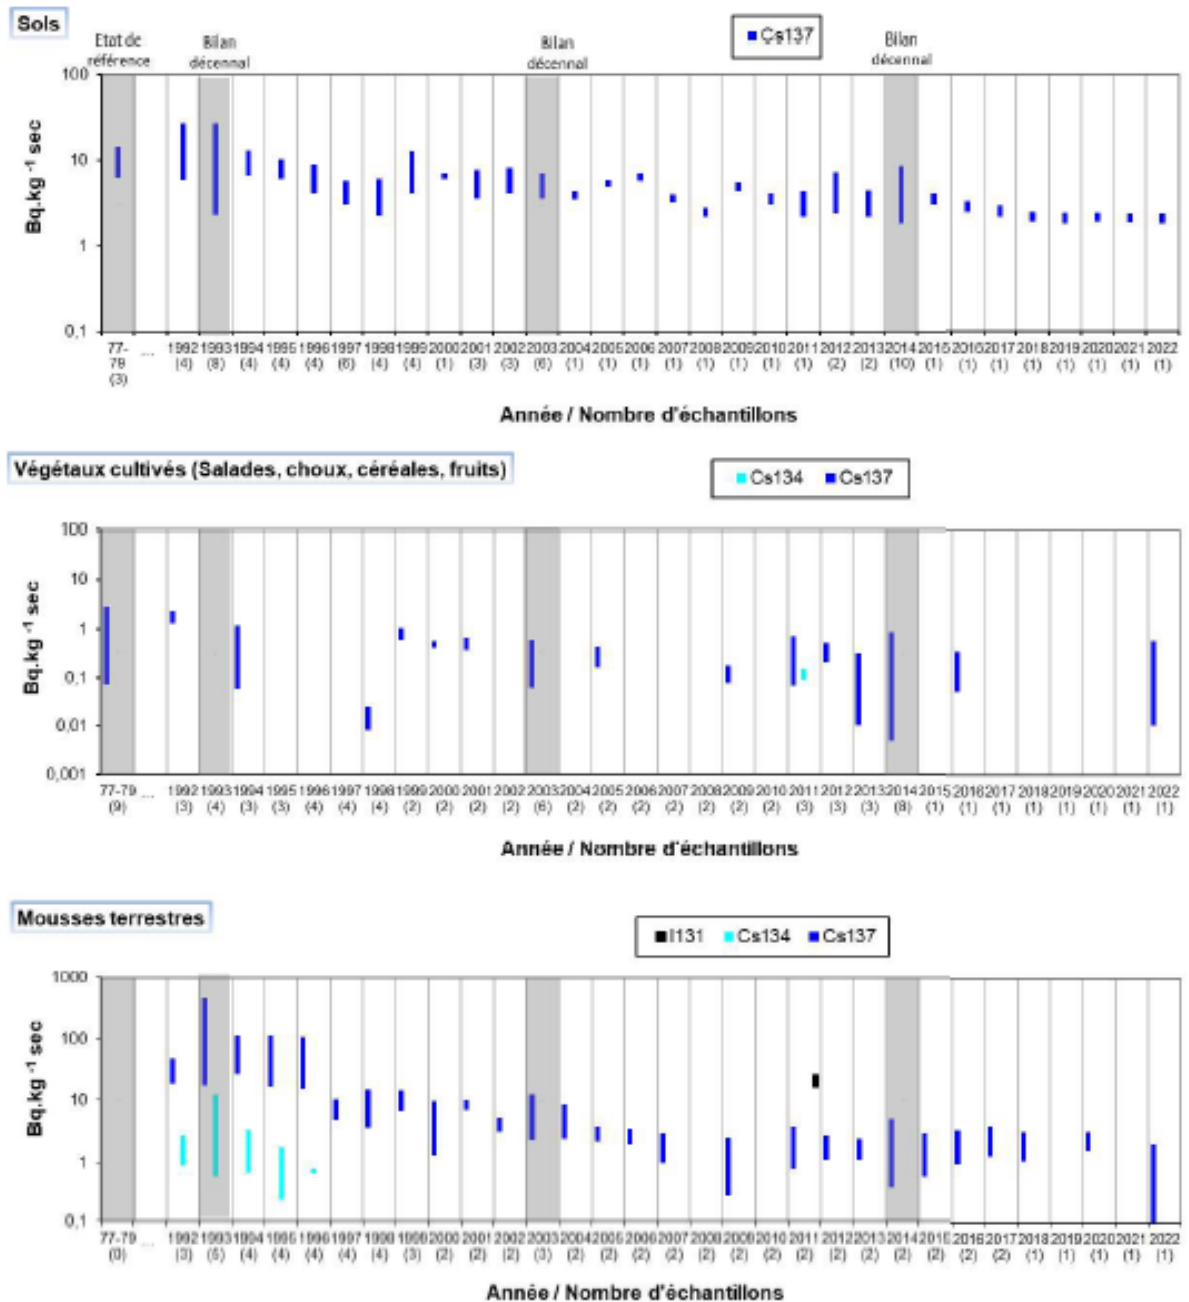 Sols
Cs137
Etat de référence
Bilan décennal
Bilan décennal
Bilan décennal
Bq.kg -1 sec
100
10
1
0,1
77-79 ... 1992 1993 1994 1995 1996 1997 1998 1999 2000 2001 2002 2003 2004 2005 2006 2007 2008 2009 2010 2011 2012 2013 2014 2015 2016 2017 2018 2019 2020 2021 2022
(3) (4) (8) (4) (4) (4) (6) (4) (4) (1) (3) (3) (6) (1) (1) (1) (1) (1) (1) (1) (1) (2) (2) (10) (1) (1) (1) (1) (1) (1) (1) (1)
Année / Nombre d'échantillons
Végétaux cultivés (Salades, choux, céréales, fruits)
Cs134 Cs137
Bq.kg -1 sec
100
10
1
0,1
0,01
0,001
77-79 ... 1992 1993 1994 1995 1996 1997 1998 1999 2000 2001 2002 2003 2004 2005 2006 2007 2008 2009 2010 2011 2012 2013 2014 2015 2016 2017 2018 2019 2020 2021 2022
(9) (3) (4) (3) (3) (4) (4) (4) (2) (2) (2) (2) (6) (2) (2) (2) (2) (2) (2) (2) (3) (3) (3) (8) (1) (1) (1) (1) (1) (1) (1) (1)
Année / Nombre d'échantillons
Mousses terrestres
I131 Cs134 Cs137
Bq.kg -1 sec
1000
100
10
1
0,1
77-79 ... 1992 1993 1994 1995 1996 1997 1998 1999 2000 2001 2002 2003 2004 2005 2006 2007 2008 2009 2010 2011 2012 2013 2014 2015 2016 2017 2018 2019 2020 2021 2022
(0) (3) (5) (4) (4) (4) (4) (4) (3) (2) (2) (2) (3) (2) (2) (2) (2) (2) (2) (2) (2) (2) (2) (2) (2) (2) (2) (1) (1) (1) (1) (1)
Année / Nombre d'échantillons